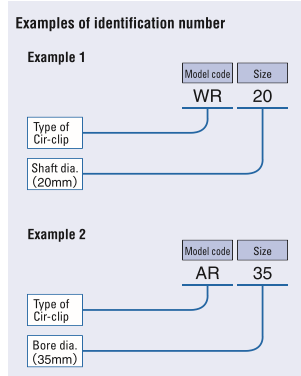 Examples of identification number
Example 1
Model code Size
WR 20
Type of
Cir-clip
Shaft dia.
(20mm)
Example 2
Model code Size
AR 35
Type of
Cir-clip
Bore dia.
(35mm)